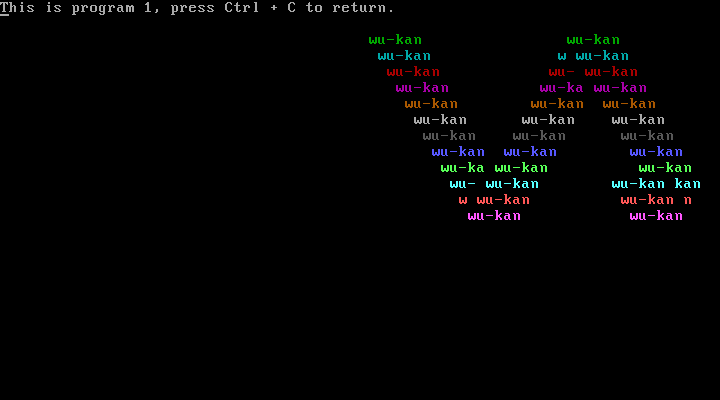 This is program 1, press Ctrl + C to return.
wu-kan wu-kan
wu-kan w wu-kan
wu-kan wu- wu-kan
wu-kan wu-ka wu-kan
wu-kan wu-kan wu-kan
wu-kan wu-kan wu-kan
wu-kan wu-kan wu-kan
wu-kan wu-kan wu-kan
wu-ka wu-kan wu-kan
wu- wu-kan wu-kan kan
w wu-kan wu-kan n
wu-kan wu-kan